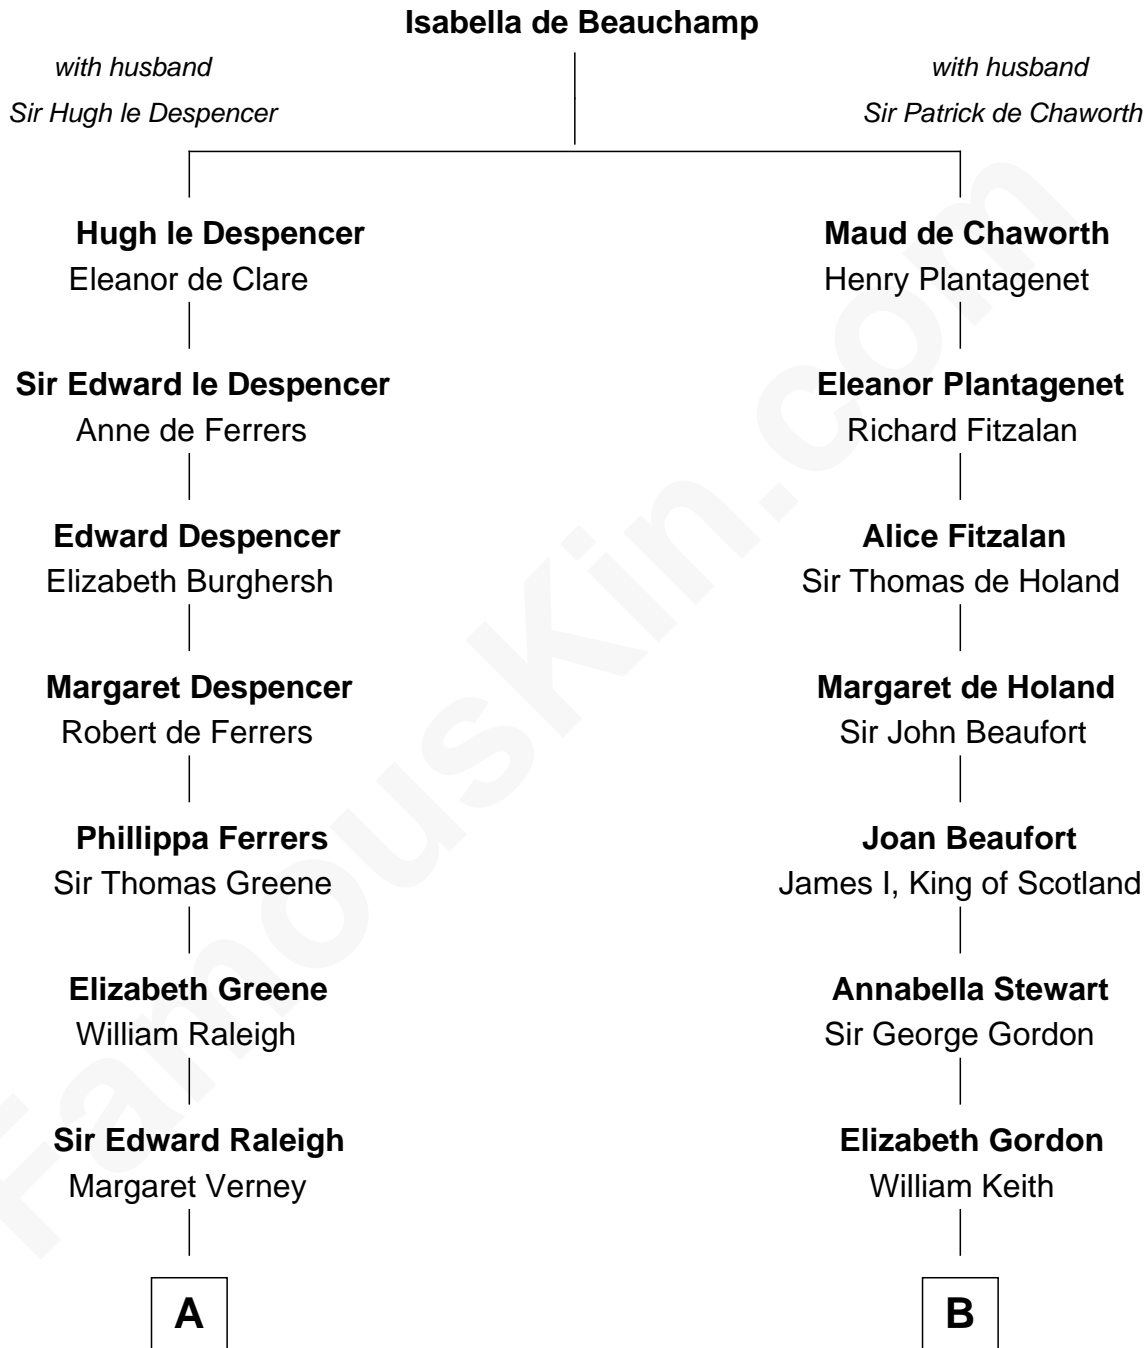 Isabella de Beauchamp
with husband
Sir Hugh le Despencer
with husband
Sir Patrick de Chaworth
Hugh le Despencer
Eleanor de Clare
Maud de Chaworth
Henry Plantagenet
Sir Edward le Despencer
Anne de Ferrers
Eleanor Plantagenet
Richard Fitzalan
Edward Despencer
Elizabeth Burghersh
Alice Fitzalan
Sir Thomas de Holand
Margaret Despencer
Robert de Ferrers
Margaret de Holand
Sir John Beaufort
Phillippa Ferrers
Sir Thomas Greene
Joan Beaufort
James I, King of Scotland
Elizabeth Greene
William Raleigh
Annabella Stewart
Sir George Gordon
Sir Edward Raleigh
Margaret Verney
Elizabeth Gordon
William Keith
A
B
FamousKin.com